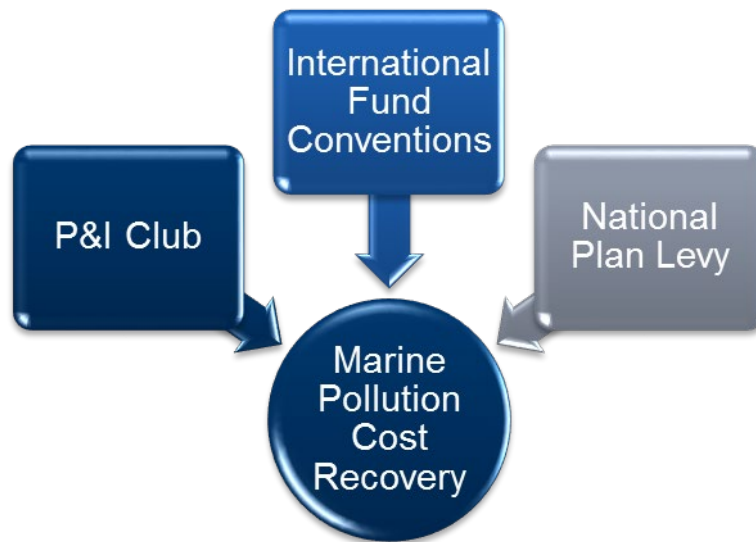 International
Fund
Conventions
P&I Club
National
Plan Levy
Marine
Pollution
Cost
Recovery